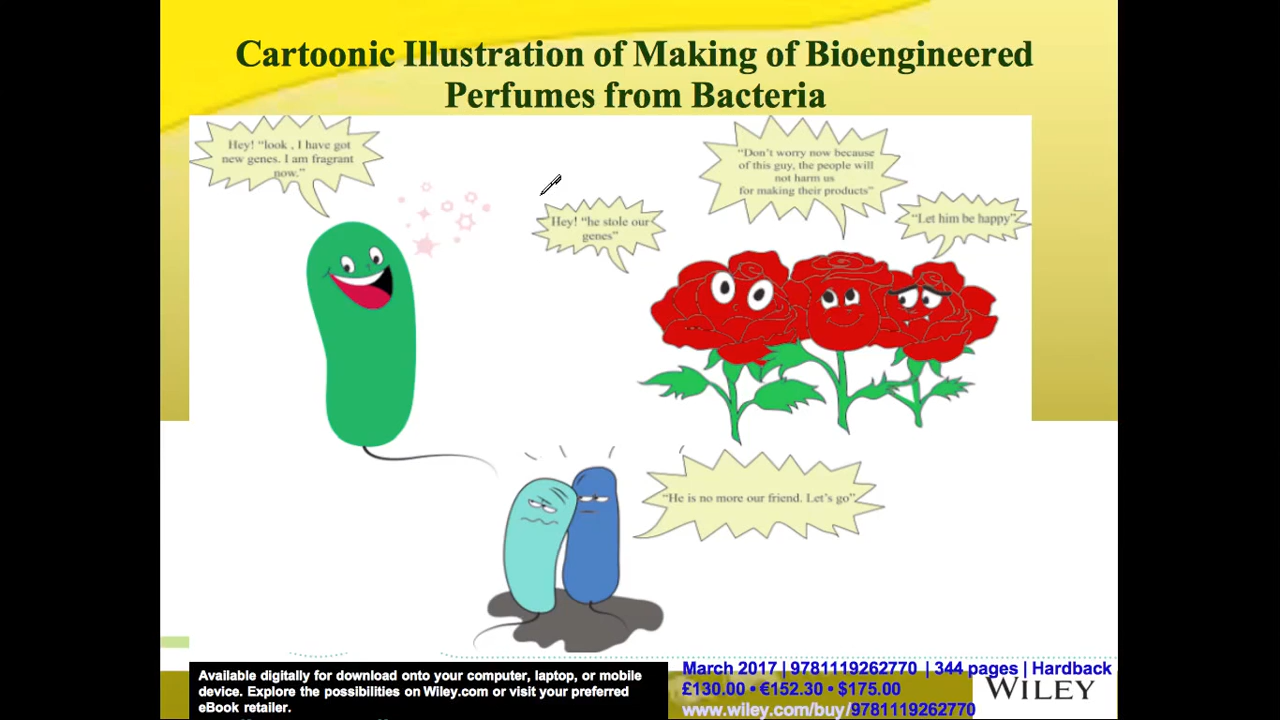 Cartoonic Illustration of Making of Bioengineered
Perfumes from Bacteria
Hey! “look , I have got
new genes. I am fragrant
now.”
Hey! “he stole our
genes”
“Don’t worry now because
of this guy, the people will
not harm us
for making their products”
“Let him be happy”
“He is no more our friend. Let’s go”
Available digitally for download onto your computer, laptop, or mobile
device. Explore the possibilities on Wiley.com or visit your preferred
eBook retailer.
March 2017 | 9781119262770 | 344 pages | Hardback
£130.00 • €152.30 • $175.00
www.wiley.com/buy/9781119262770
WILEY